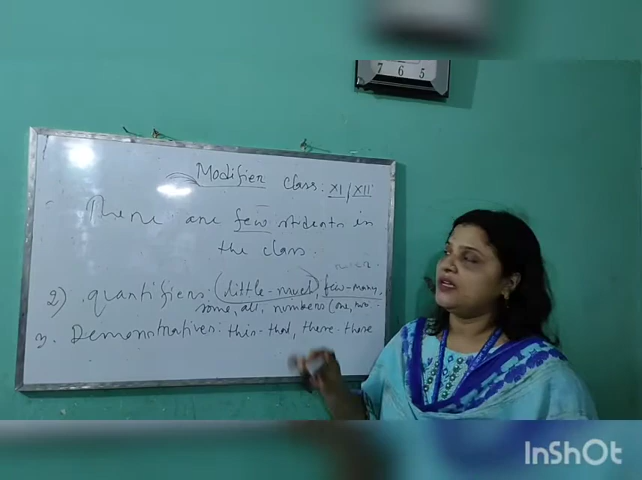 7 6 5
Modifier class: XI / XII
There are few students in
the class.
2) quantifiers: (little-much), few-many,
some, all, numbers (one,
3. Demonstratives: this-that, these-those
InShOt